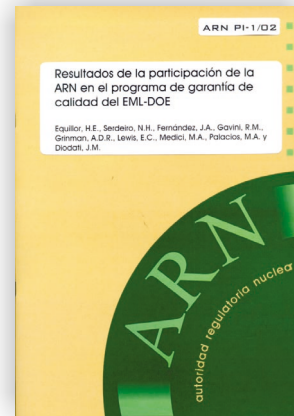 ARN PI-1/02
Resultados de la participación de la
ARN en el programa de garantía de
calidad del EML-DOE
Equillor, H.E., Serdeiro, N.H., Fernández, J.A., Gavini, R.M.,
Grinman, A.D.R., Lewis, E.C., Medici, M.A., Palacios, M.A. y
Diodati, J.M.
ARN
autoridad regulatoria nuclear